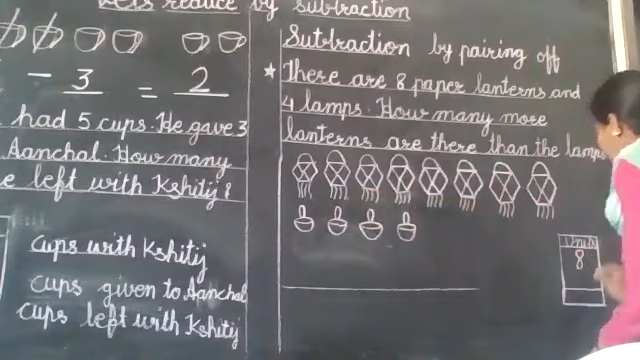 Lets reduce by subtraction
- 3 = 2
had 5 cups. He gave 3
Aanchal. How many
left with Kshitij?
cups with Kshitij
cups given to Aanchal
cups left with Kshitij
Subtraction by pairing off
There are 8 paper lanterns and
4 lamps. How many more
lanterns are there than the lamps
Units
8